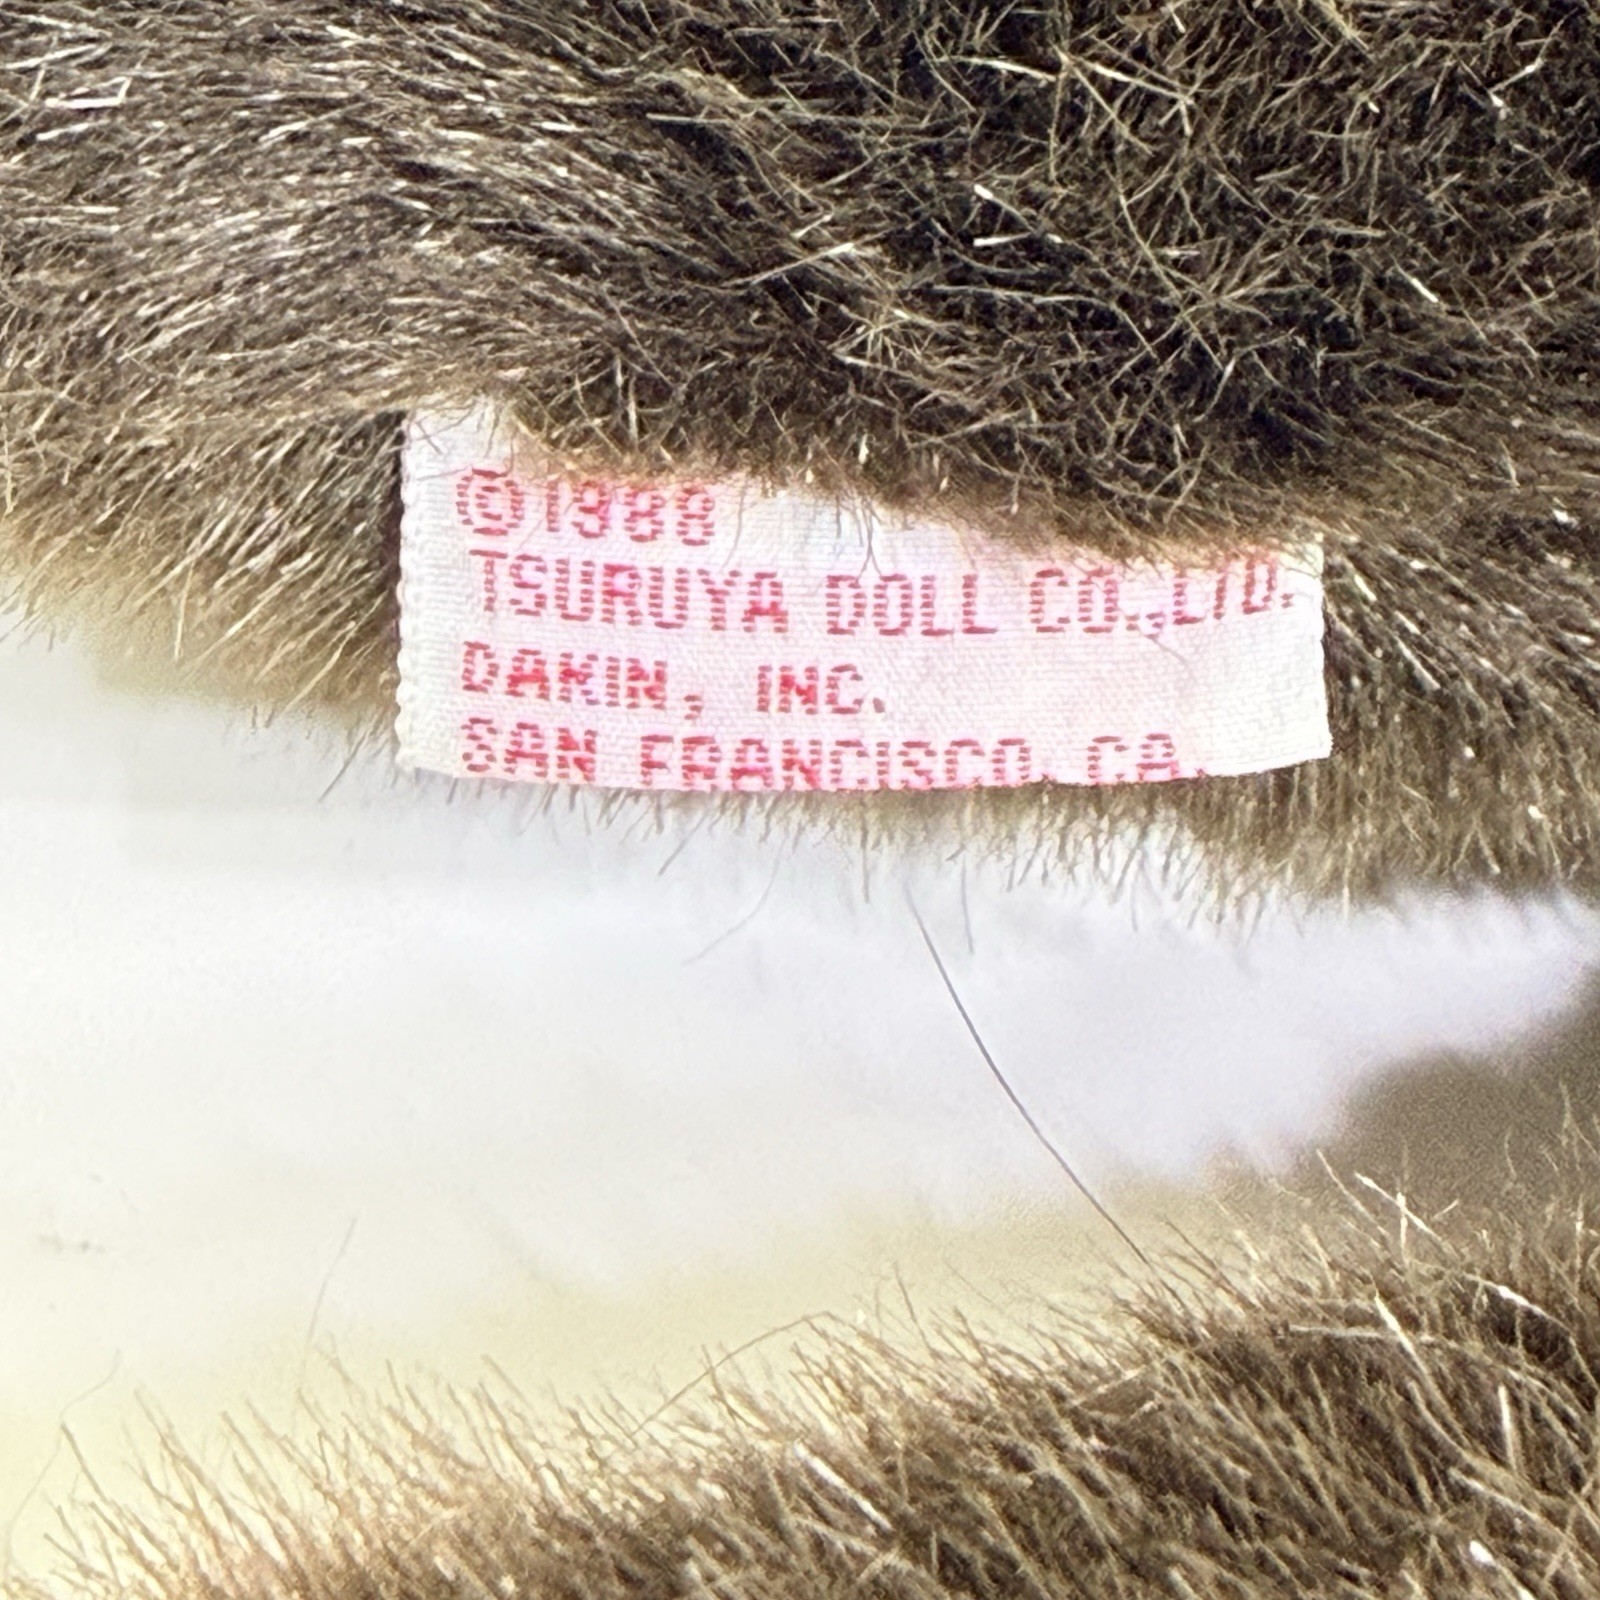 ©1988
TSURUYA DOLL CO.,LTD.
DAKIN, INC.
SAN FRANCISCO, CA.